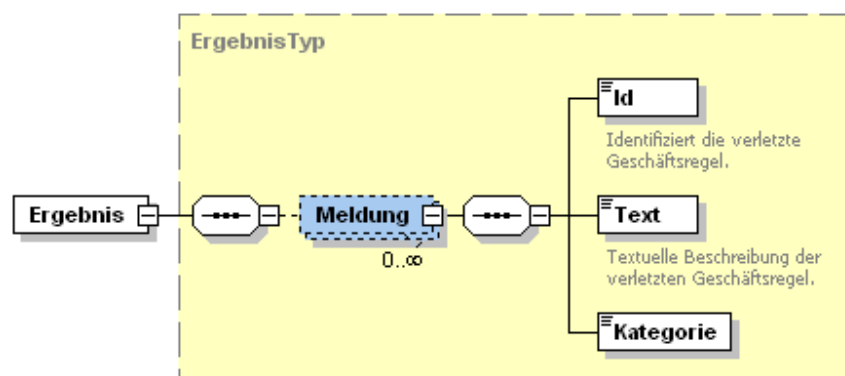 ErgebnisTyp
Id
Identifiziert die verletzte
Geschäftsregel.
Ergebnis
Meldung
0..∞
Text
Textuelle Beschreibung der
verletzten Geschäftsregel.
Kategorie